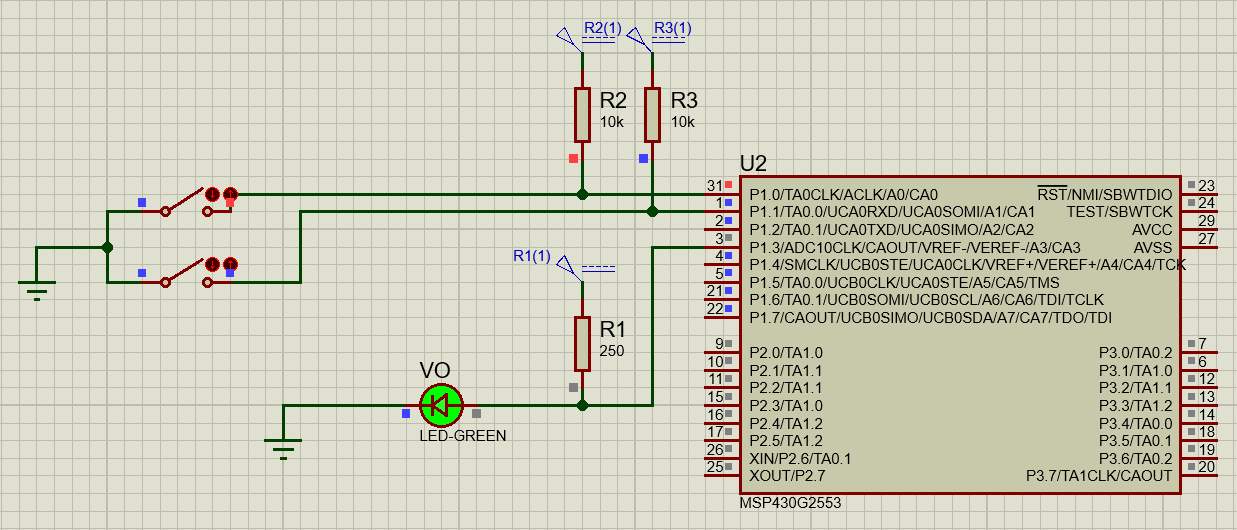 R2(1)
R3(1)
R2
10k
R3
10k
U2
31
P1.0/TA0CLK/ACLK/A0/CA0
1
P1.1/TA0.0/UCA0RXD/UCA0SOMI/A1/CA1
2
P1.2/TA0.1/UCA0TXD/UCA0SIMO/A2/CA2
3
P1.3/ADC10CLK/CAOUT/VREF-/VEREF-/A3/CA3
4
P1.4/SMCLK/UCB0STE/UCA0CLK/VREF+/VEREF+/A4/CA4/TCK
5
P1.5/TA0.0/UCB0CLK/UCA0STE/A5/CA5/TMS
21
P1.6/TA0.1/UCB0SOMI/UCB0SCL/A6/CA6/TDI/TCLK
22
P1.7/CAOUT/UCB0SIMO/UCB0SDA/A7/CA7/TDO/TDI
RST/NMI/SBWTDIO
23
TEST/SBWTCK
24
AVCC
29
AVSS
27
9
P2.0/TA1.0
10
P2.1/TA1.1
11
P2.2/TA1.1
15
P2.3/TA1.0
16
P2.4/TA1.2
17
P2.5/TA1.2
26
XIN/P2.6/TA0.1
25
XOUT/P2.7
P3.0/TA0.2
7
P3.1/TA1.0
6
P3.2/TA1.1
12
P3.3/TA1.2
13
P3.4/TA0.0
14
P3.5/TA0.1
18
P3.6/TA0.2
19
P3.7/TA1CLK/CAOUT
20
MSP430G2553
R1(1)
R1
250
VO
LED-GREEN